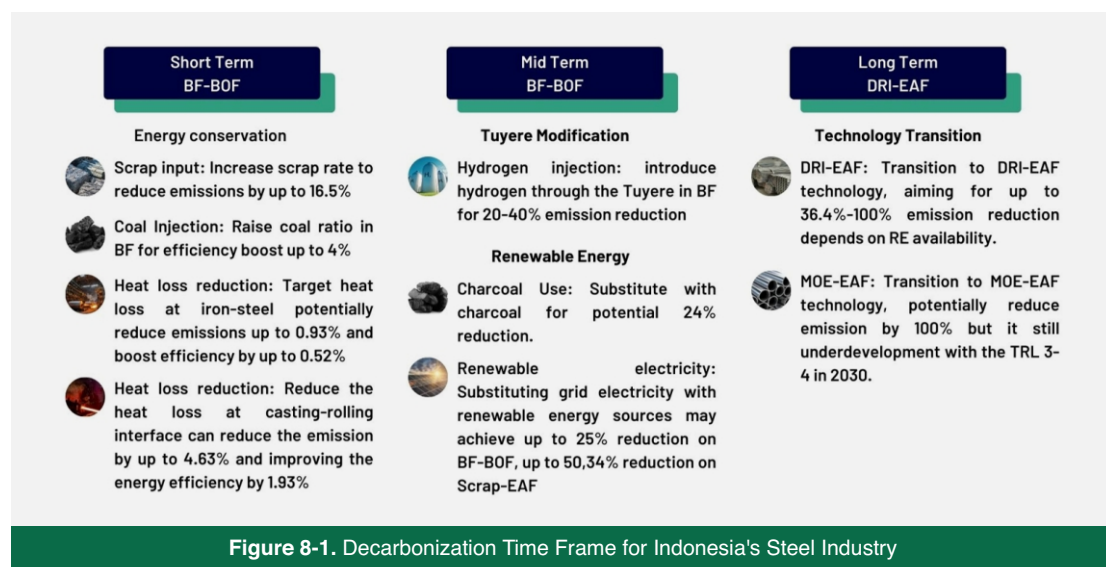 Short Term
BF-BOF
Energy conservation
Scrap input: Increase scrap rate to
reduce emissions by up to 16.5%
Coal Injection: Raise coal ratio in
BF for efficiency boost up to 4%
Heat loss reduction: Target heat
loss at iron-steel potentially
reduce emissions up to 0.93% and
boost efficiency by up to 0.52%
Heat loss reduction: Reduce the
heat loss at casting-rolling
interface can reduce the emission
by up to 4.63% and improving the
energy efficiency by 1.93%
Mid Term
BF-BOF
Tuyere Modification
Hydrogen injection: introduce
hydrogen through the Tuyere in BF
for 20-40% emission reduction
Renewable Energy
Charcoal Use: Substitute with
charcoal for potential 24%
reduction.
Renewable electricity:
Substituting grid electricity with
renewable energy sources may
achieve up to 25% reduction on
BF-BOF, up to 50,34% reduction on
Scrap-EAF
Long Term
DRI-EAF
Technology Transition
DRI-EAF: Transition to DRI-EAF
technology, aiming for up to
36.4%-100% emission reduction
depends on RE availability.
MOE-EAF: Transition to MOE-EAF
technology, potentially reduce
emission by 100% but it still
underdevelopment with the TRL 3-
4 in 2030.
Figure 8-1. Decarbonization Time Frame for Indonesia's Steel Industry